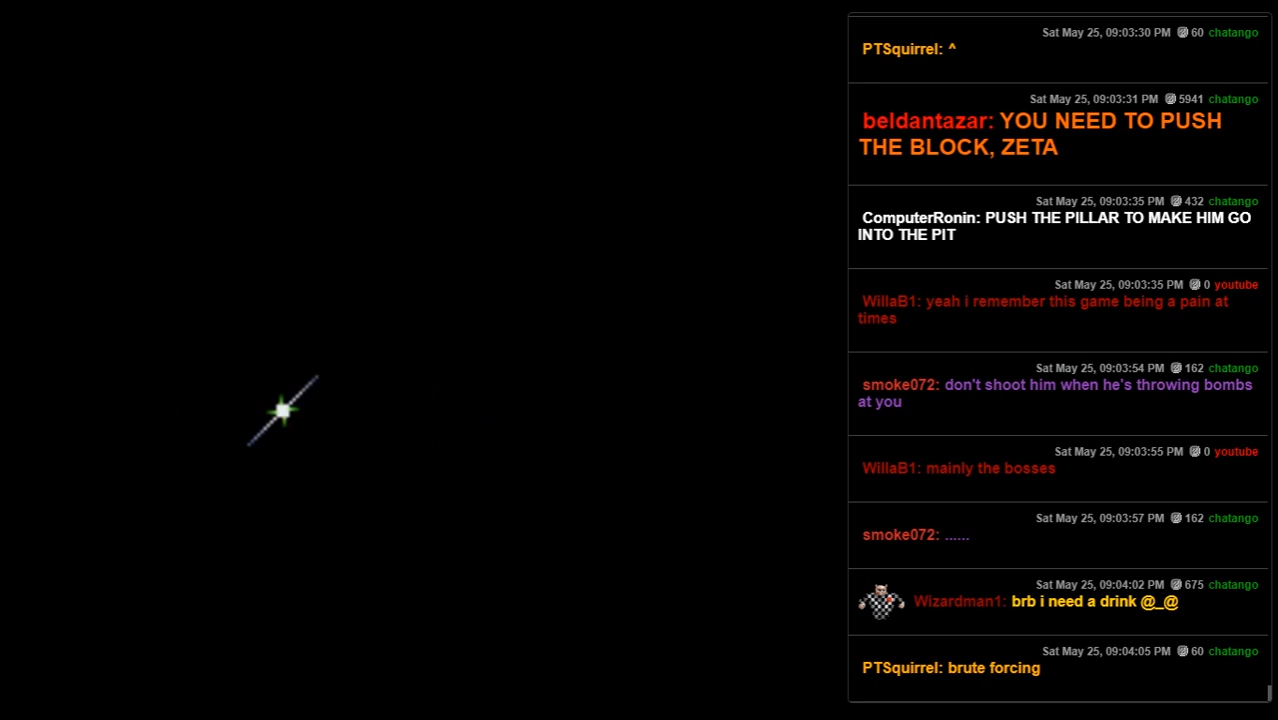 Sat May 25, 09:03:30 PM 60 chatango
PTSquirrel: ^
Sat May 25, 09:03:31 PM 5941 chatango
beldantazar: YOU NEED TO PUSH
THE BLOCK, ZETA
Sat May 25, 09:03:35 PM 432 chatango
ComputerRonin: PUSH THE PILLAR TO MAKE HIM GO
INTO THE PIT
Sat May 25, 09:03:35 PM 0 youtube
WillaB1: yeah i remember this game being a pain at
times
Sat May 25, 09:03:54 PM 162 chatango
smoke072: don't shoot him when he's throwing bombs
at you
Sat May 25, 09:03:55 PM 0 youtube
WillaB1: mainly the bosses
Sat May 25, 09:03:57 PM 162 chatango
smoke072: ......
Sat May 25, 09:04:02 PM 675 chatango
Wizardman1: brb i need a drink @_@
Sat May 25, 09:04:05 PM 60 chatango
PTSquirrel: brute forcing